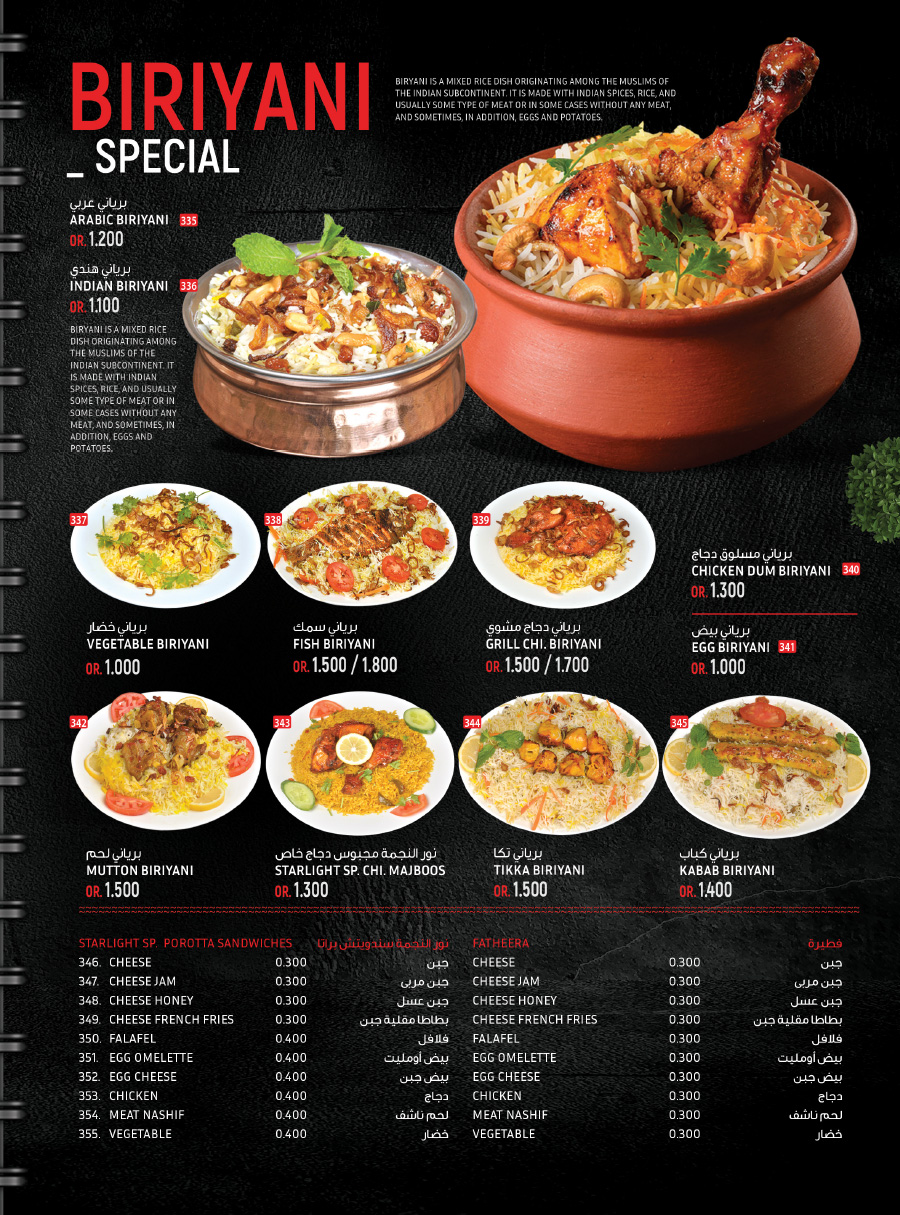 BIRIYANI
_ SPECIAL
BIRYANI IS A MIXED RICE DISH ORIGINATING AMONG THE MUSLIMS OF
THE INDIAN SUBCONTINENT. IT IS MADE WITH INDIAN SPICES, RICE, AND
USUALLY SOME TYPE OF MEAT OR IN SOME CASES WITHOUT ANY MEAT,
AND SOMETIMES, IN ADDITION, EGGS AND POTATOES.
برياني عربي
ARABIC BIRIYANI 335
OR. 1.200
برياني هندي
INDIAN BIRIYANI 336
OR. 1.100
BIRYANI IS A MIXED RICE
DISH ORIGINATING AMONG
THE MUSLIMS OF THE
INDIAN SUBCONTINENT. IT
IS MADE WITH INDIAN
SPICES, RICE, AND USUALLY
SOME TYPE OF MEAT OR IN
SOME CASES WITHOUT ANY
MEAT, AND SOMETIMES, IN
ADDITION, EGGS AND
POTATOES.
337
برياني خضار
VEGETABLE BIRIYANI
OR. 1.000
338
برياني سمك
FISH BIRIYANI
OR. 1.500 / 1.800
339
برياني دجاج مشوي
GRILL CHI. BIRIYANI
OR. 1.500 / 1.700
برياني مسلوق دجاج
CHICKEN DUM BIRIYANI 340
OR. 1.300
برياني بيض
EGG BIRIYANI 341
OR. 1.000
342
برياني لحم
MUTTON BIRIYANI
OR. 1.500
343
نور النجمة مجبوس دجاج خاص
STARLIGHT SP. CHI. MAJBOOS
OR. 1.300
344
برياني تكا
TIKKA BIRIYANI
OR. 1.500
345
برياني كباب
KABAB BIRIYANI
OR. 1.400
STARLIGHT SP. POROTTA SANDWICHES نور النجمة سندويتش براتا
346. CHEESE 0.300 جبن
347. CHEESE JAM 0.300 جبن مربى
348. CHEESE HONEY 0.300 جبن عسل
349. CHEESE FRENCH FRIES 0.300 بطاطا مقلية جبن
350. FALAFEL 0.400 فلافل
351. EGG OMELETTE 0.400 بيض أومليت
352. EGG CHEESE 0.400 بيض جبن
353. CHICKEN 0.400 دجاج
354. MEAT NASHIF 0.400 لحم ناشف
355. VEGETABLE 0.400 خضار
FATHEERA فطيرة
CHEESE 0.300 جبن
CHEESE JAM 0.300 جبن مربى
CHEESE HONEY 0.300 جبن عسل
CHEESE FRENCH FRIES 0.300 بطاطا مقلية جبن
FALAFEL 0.300 فلافل
EGG OMELETTE 0.300 بيض أومليت
EGG CHEESE 0.300 بيض جبن
CHICKEN 0.300 دجاج
MEAT NASHIF 0.300 لحم ناشف
VEGETABLE 0.300 خضار